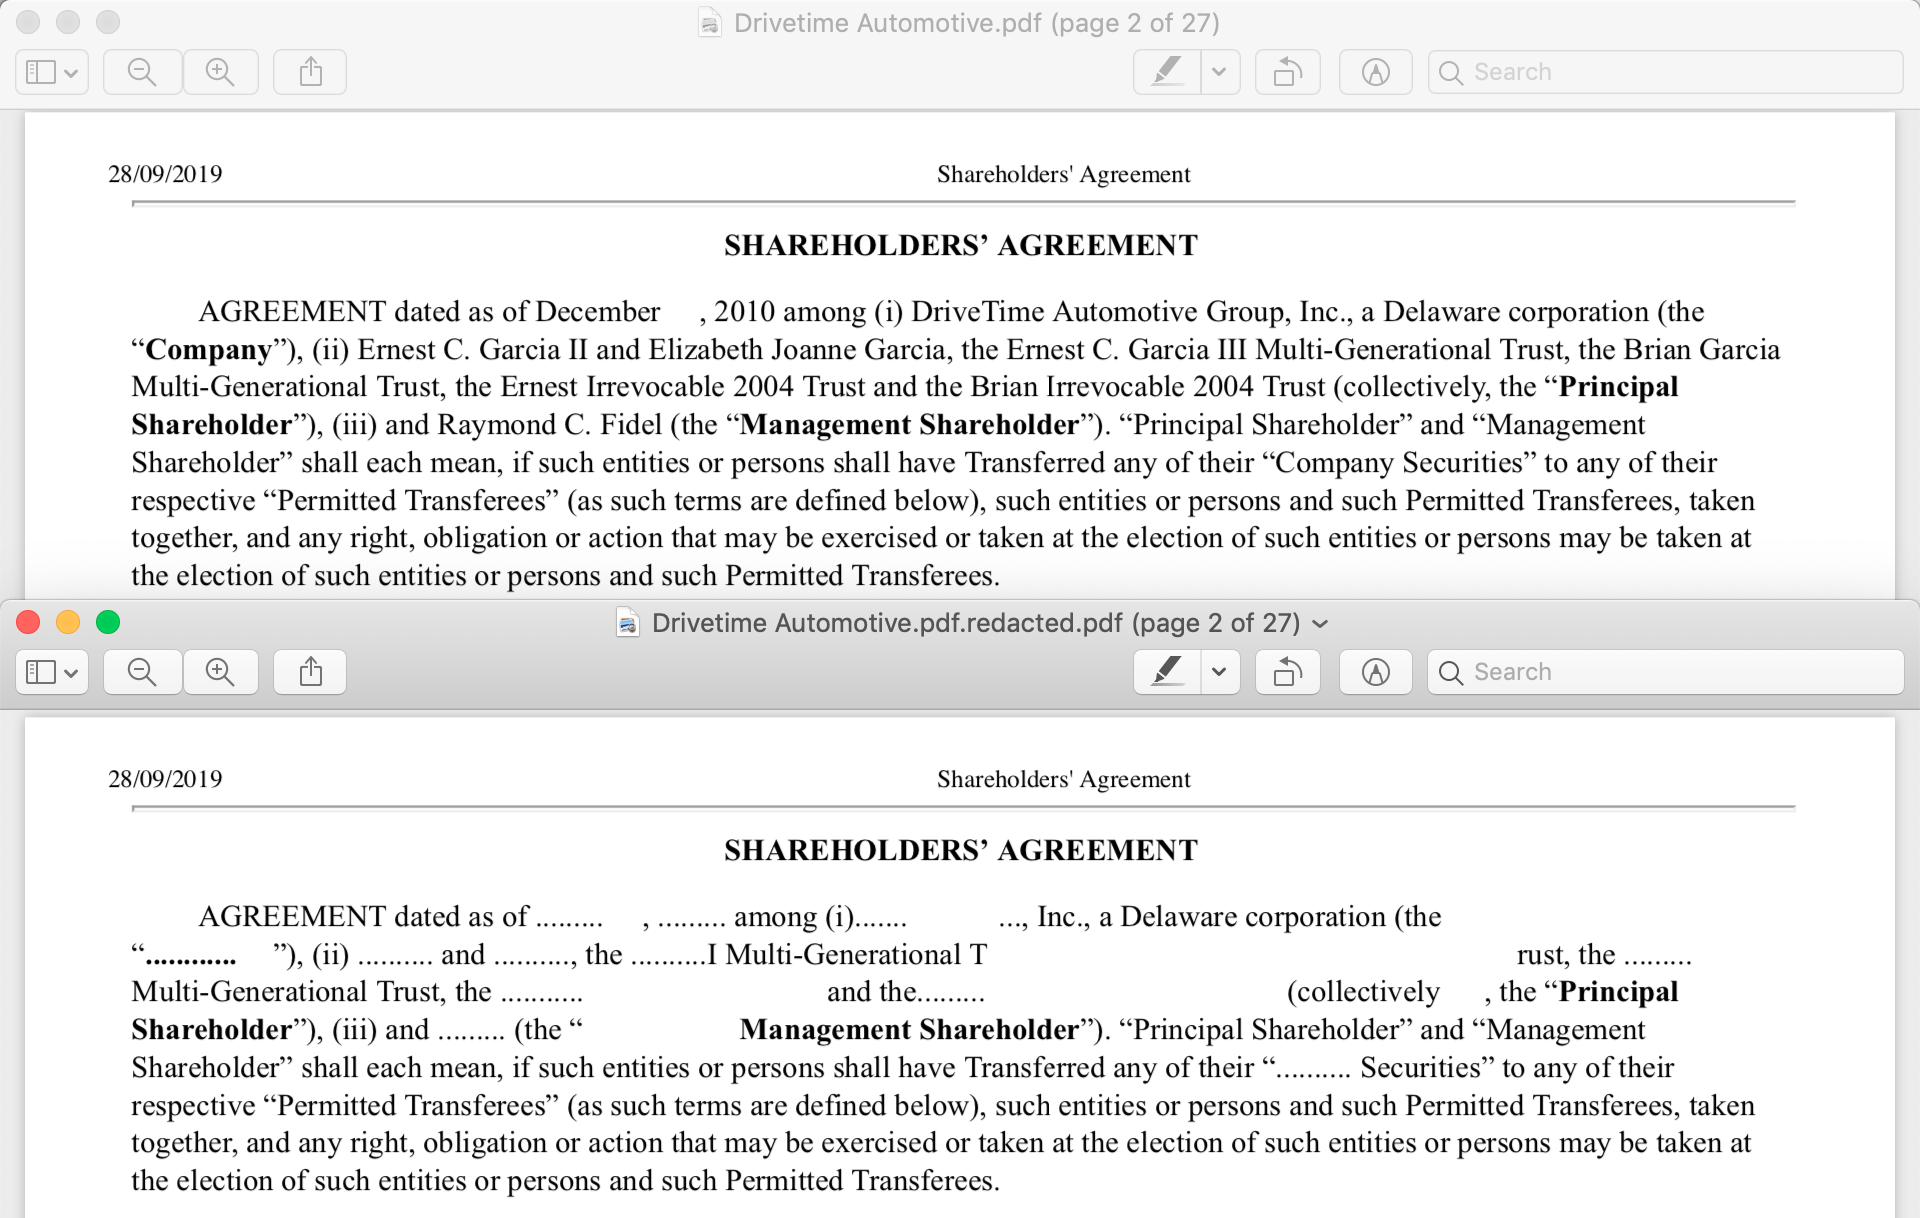 Drivetime Automotive.pdf (page 2 of 27)
Search
28/09/2019 Shareholders' Agreement
SHAREHOLDERS’ AGREEMENT
AGREEMENT dated as of December , 2010 among (i) DriveTime Automotive Group, Inc., a Delaware corporation (the
“Company”), (ii) Ernest C. Garcia II and Elizabeth Joanne Garcia, the Ernest C. Garcia III Multi-Generational Trust, the Brian Garcia
Multi-Generational Trust, the Ernest Irrevocable 2004 Trust and the Brian Irrevocable 2004 Trust (collectively, the “Principal
Shareholder”), (iii) and Raymond C. Fidel (the “Management Shareholder”). “Principal Shareholder” and “Management
Shareholder” shall each mean, if such entities or persons shall have Transferred any of their “Company Securities” to any of their
respective “Permitted Transferees” (as such terms are defined below), such entities or persons and such Permitted Transferees, taken
together, and any right, obligation or action that may be exercised or taken at the election of such entities or persons may be taken at
the election of such entities or persons and such Permitted Transferees.
Drivetime Automotive.pdf.redacted.pdf (page 2 of 27)
Search
28/09/2019 Shareholders' Agreement
SHAREHOLDERS’ AGREEMENT
AGREEMENT dated as of ......... , ......... among (i)....... ..., Inc., a Delaware corporation (the
“............ ”), (ii) .......... and .........., the ..........I Multi-Generational T rust, the .........
Multi-Generational Trust, the ........... and the......... (collectively , the “Principal
Shareholder”), (iii) and ......... (the “ Management Shareholder”). “Principal Shareholder” and “Management
Shareholder” shall each mean, if such entities or persons shall have Transferred any of their “.......... Securities” to any of their
respective “Permitted Transferees” (as such terms are defined below), such entities or persons and such Permitted Transferees, taken
together, and any right, obligation or action that may be exercised or taken at the election of such entities or persons may be taken at
the election of such entities or persons and such Permitted Transferees.